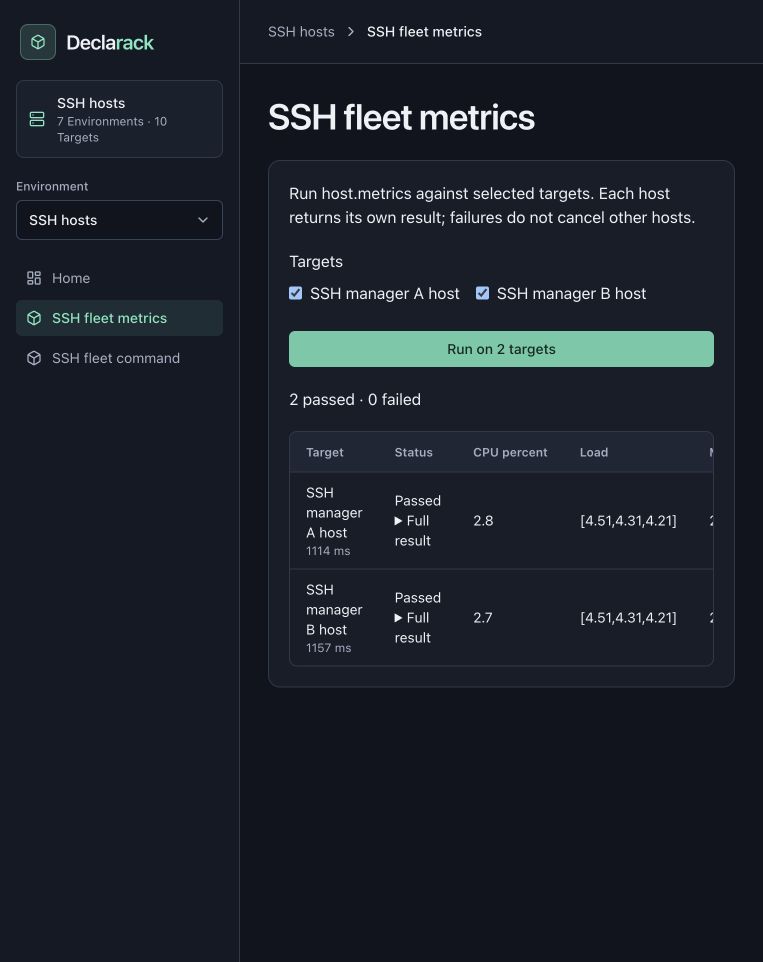 Declarack
SSH hosts
7 Environments · 10
Targets
Environment
SSH hosts
Home
SSH fleet metrics
SSH fleet command
SSH hosts > SSH fleet metrics
SSH fleet metrics
Run host.metrics against selected targets. Each host
returns its own result; failures do not cancel other hosts.
Targets
SSH manager A host SSH manager B host
Run on 2 targets
2 passed · 0 failed
Target Status CPU percent Load
SSH
manager
A host
1114 ms
Passed
▶ Full
result
2.8
[4.51,4.31,4.21]
SSH
manager
B host
1157 ms
Passed
▶ Full
result
2.7
[4.51,4.31,4.21]